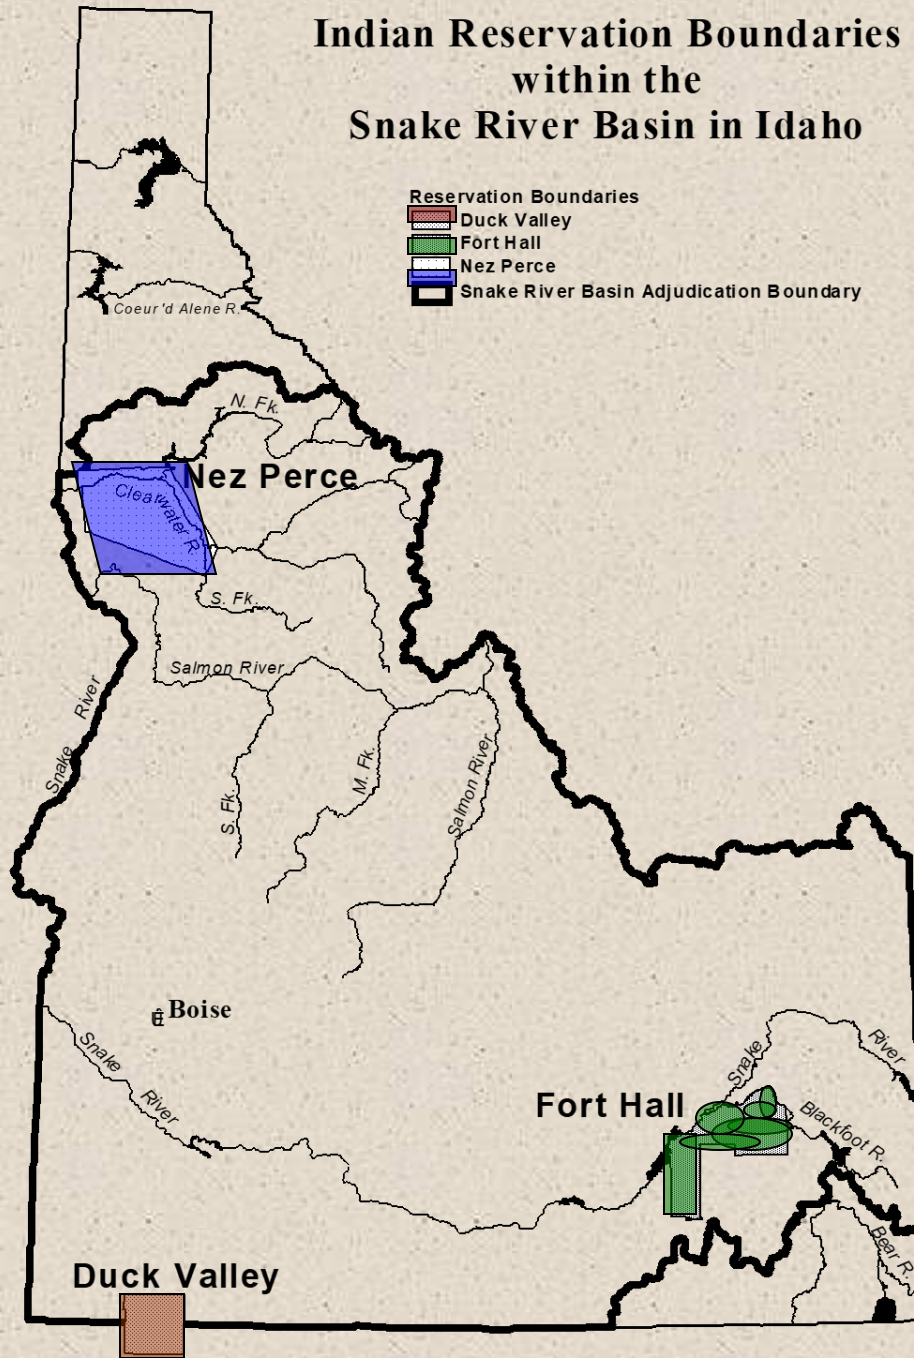 Indian Reservation Boundaries
within the
Snake River Basin in Idaho
Reservation Boundaries
Duck Valley
Fort Hall
Nez Perce
Snake River Basin Adjudication Boundary
Coeur'd Alene R.
N. Fk.
Nez Perce
Clearwater R.
S. Fk.
Salmon River
Snake River
S. Fk.
M. Fk.
Salmon River
Boise
Snake River
Snake River
Fort Hall
Blackfoot R.
Bear R.
Duck Valley